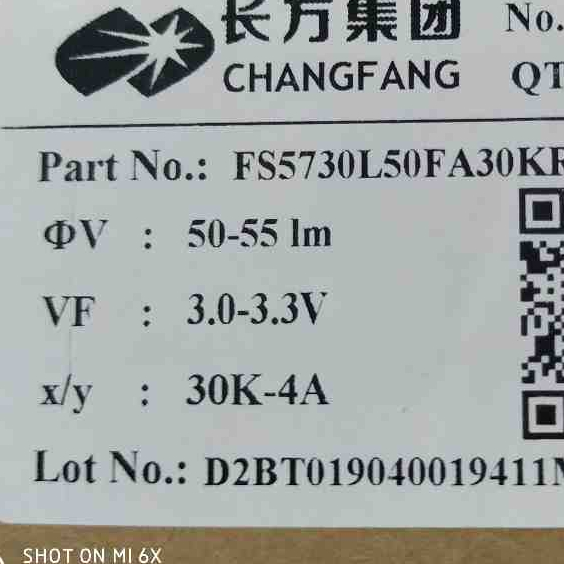 长方集团 No.
CHANGFANG QT
Part No.: FS5730L50FA30K
ΦV : 50-55 lm
VF : 3.0-3.3V
x/y : 30K-4A
Lot No.: D2BT019040019411
SHOT ON MI 6X